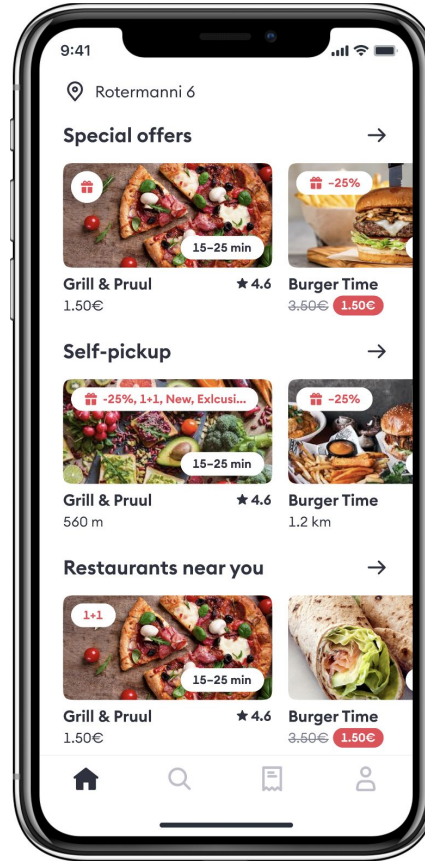 9:41
Rotermanni 6
Special offers
-25%
15–25 min
Grill & Pruul ★ 4.6 Burger Time
1.50€ 3.50€ 1.50€
Self-pickup
-25%, 1+1, New, Exlcusi... -25%
15–25 min
Grill & Pruul ★ 4.6 Burger Time
560 m 1.2 km
Restaurants near you
1+1
15–25 min
Grill & Pruul ★ 4.6 Burger Time
1.50€ 3.50€ 1.50€